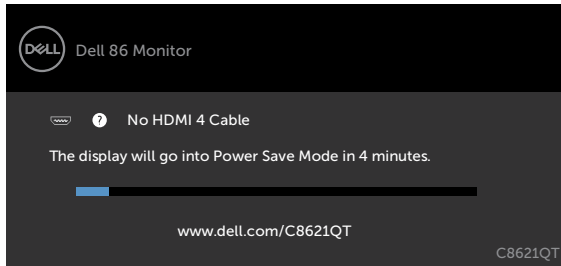 DELL Dell 86 Monitor
? No HDMI 4 Cable
The display will go into Power Save Mode in 4 minutes.
www.dell.com/C8621QT
C8621QT